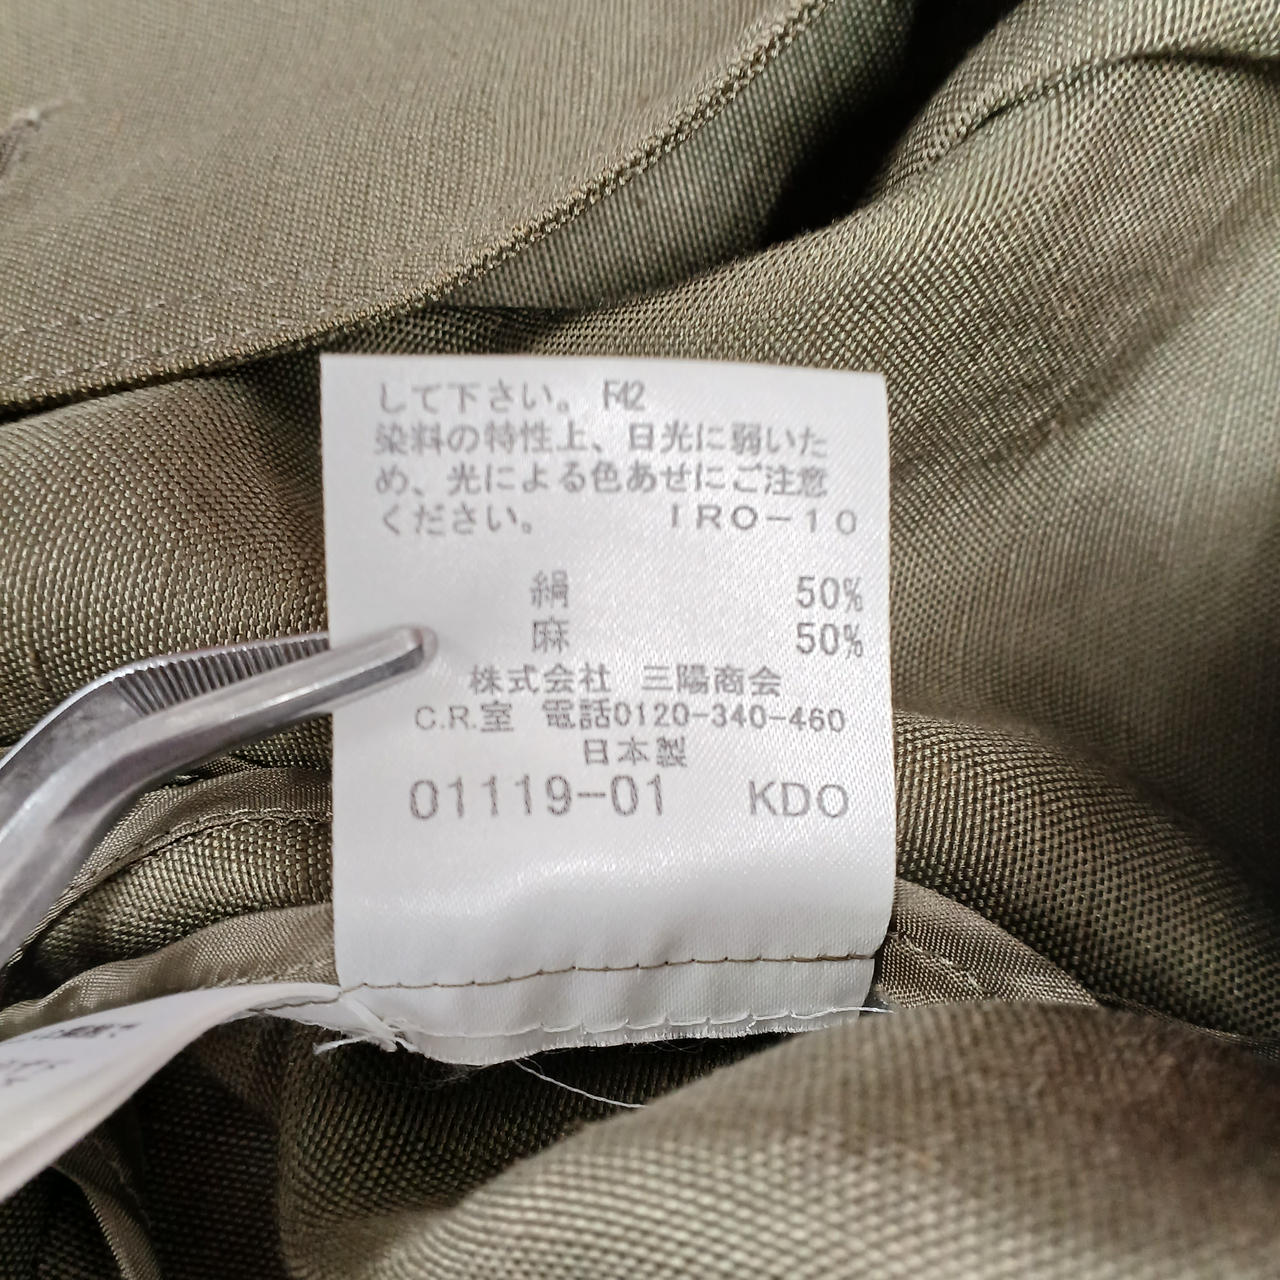 して下さい。 F42
染料の特性上、日光に弱いた
め、光による色あせにご注意
ください。 IRO-10
絹 50%
麻 50%
株式会社 三陽商会
C.R.室 電話0120-340-460
日本製
01119-01 KDO